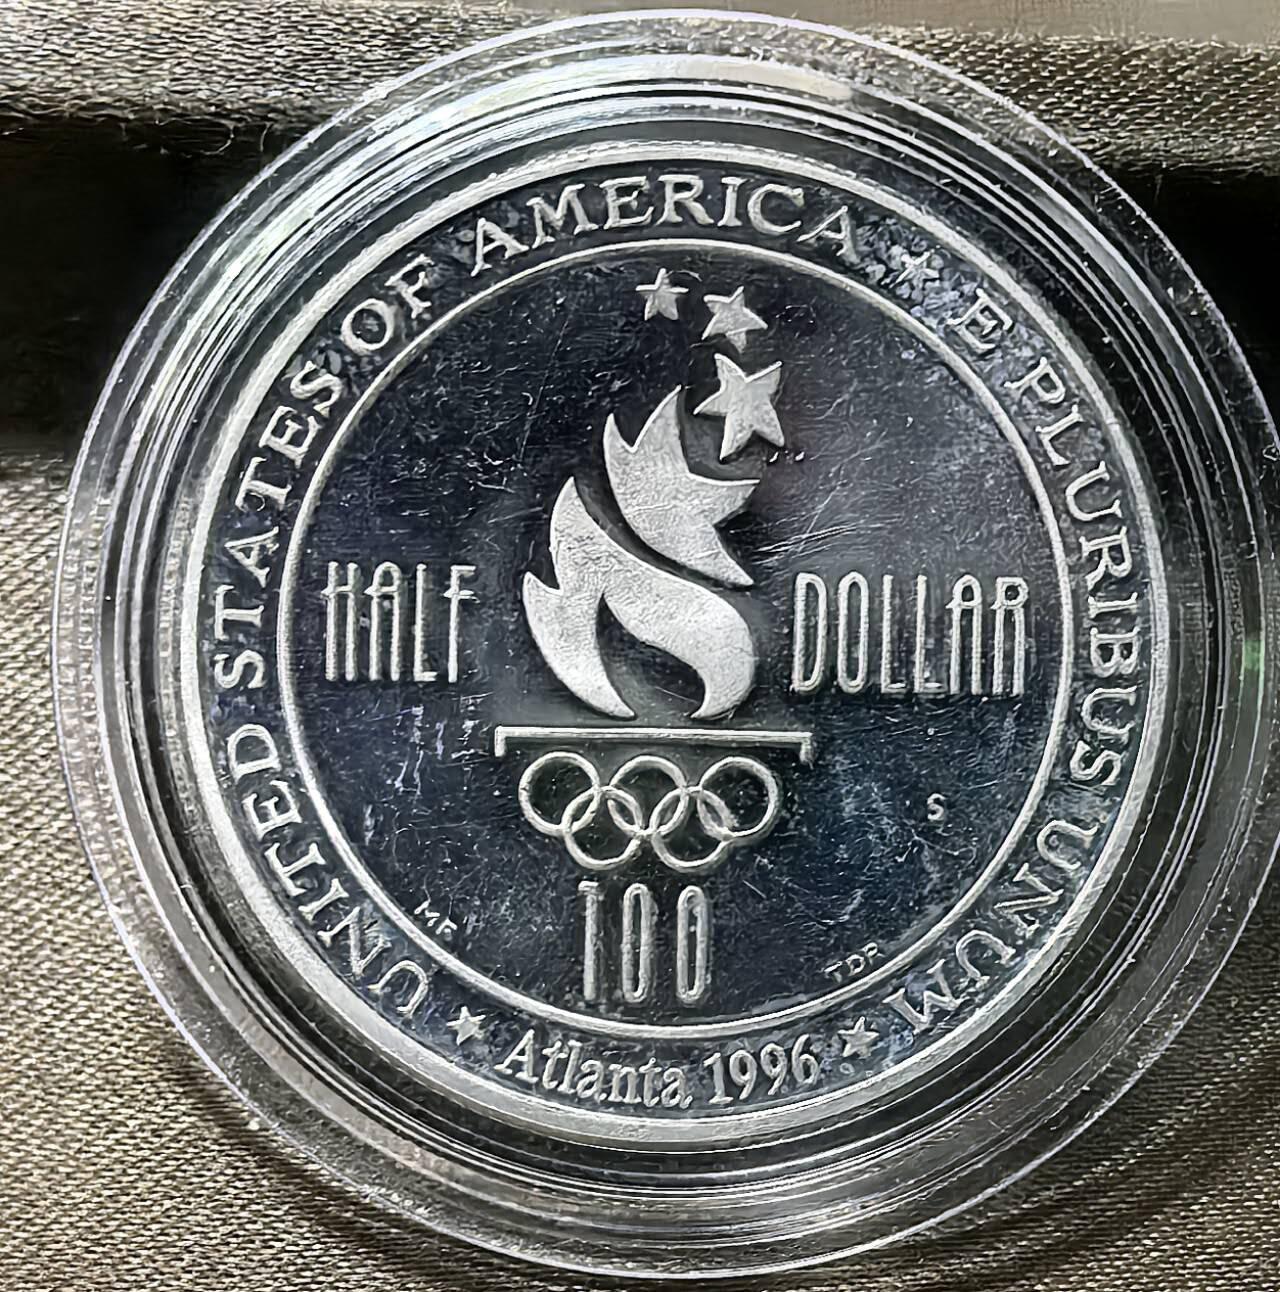 UNITED STATES OF AMERICA
E PLURIBUS UNUM
HALF DOLLAR
S
100
MF
TDR
Atlanta 1996